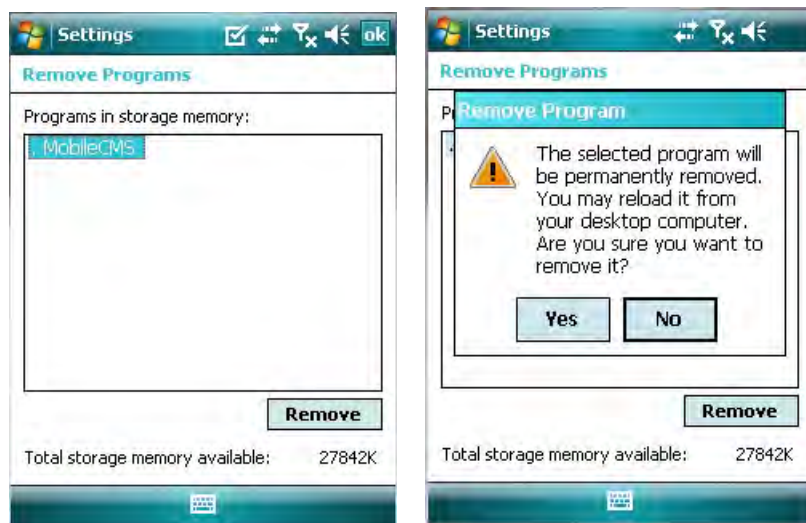 Settings
ok
Remove Programs
Programs in storage memory:
. MobileCMS
Remove
Total storage memory available: 27842K
Settings
Remove Programs
P
Remove Program
The selected program will
be permanently removed.
You may reload it from
your desktop computer.
Are you sure you want to
remove it?
Yes No
Remove
Total storage memory available: 27842K